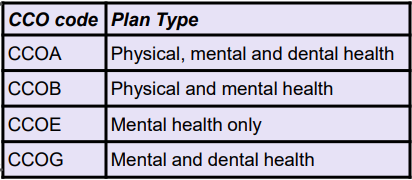 CCO code Plan Type
CCOA Physical, mental and dental health
CCOB Physical and mental health
CCOE Mental health only
CCOG Mental and dental health